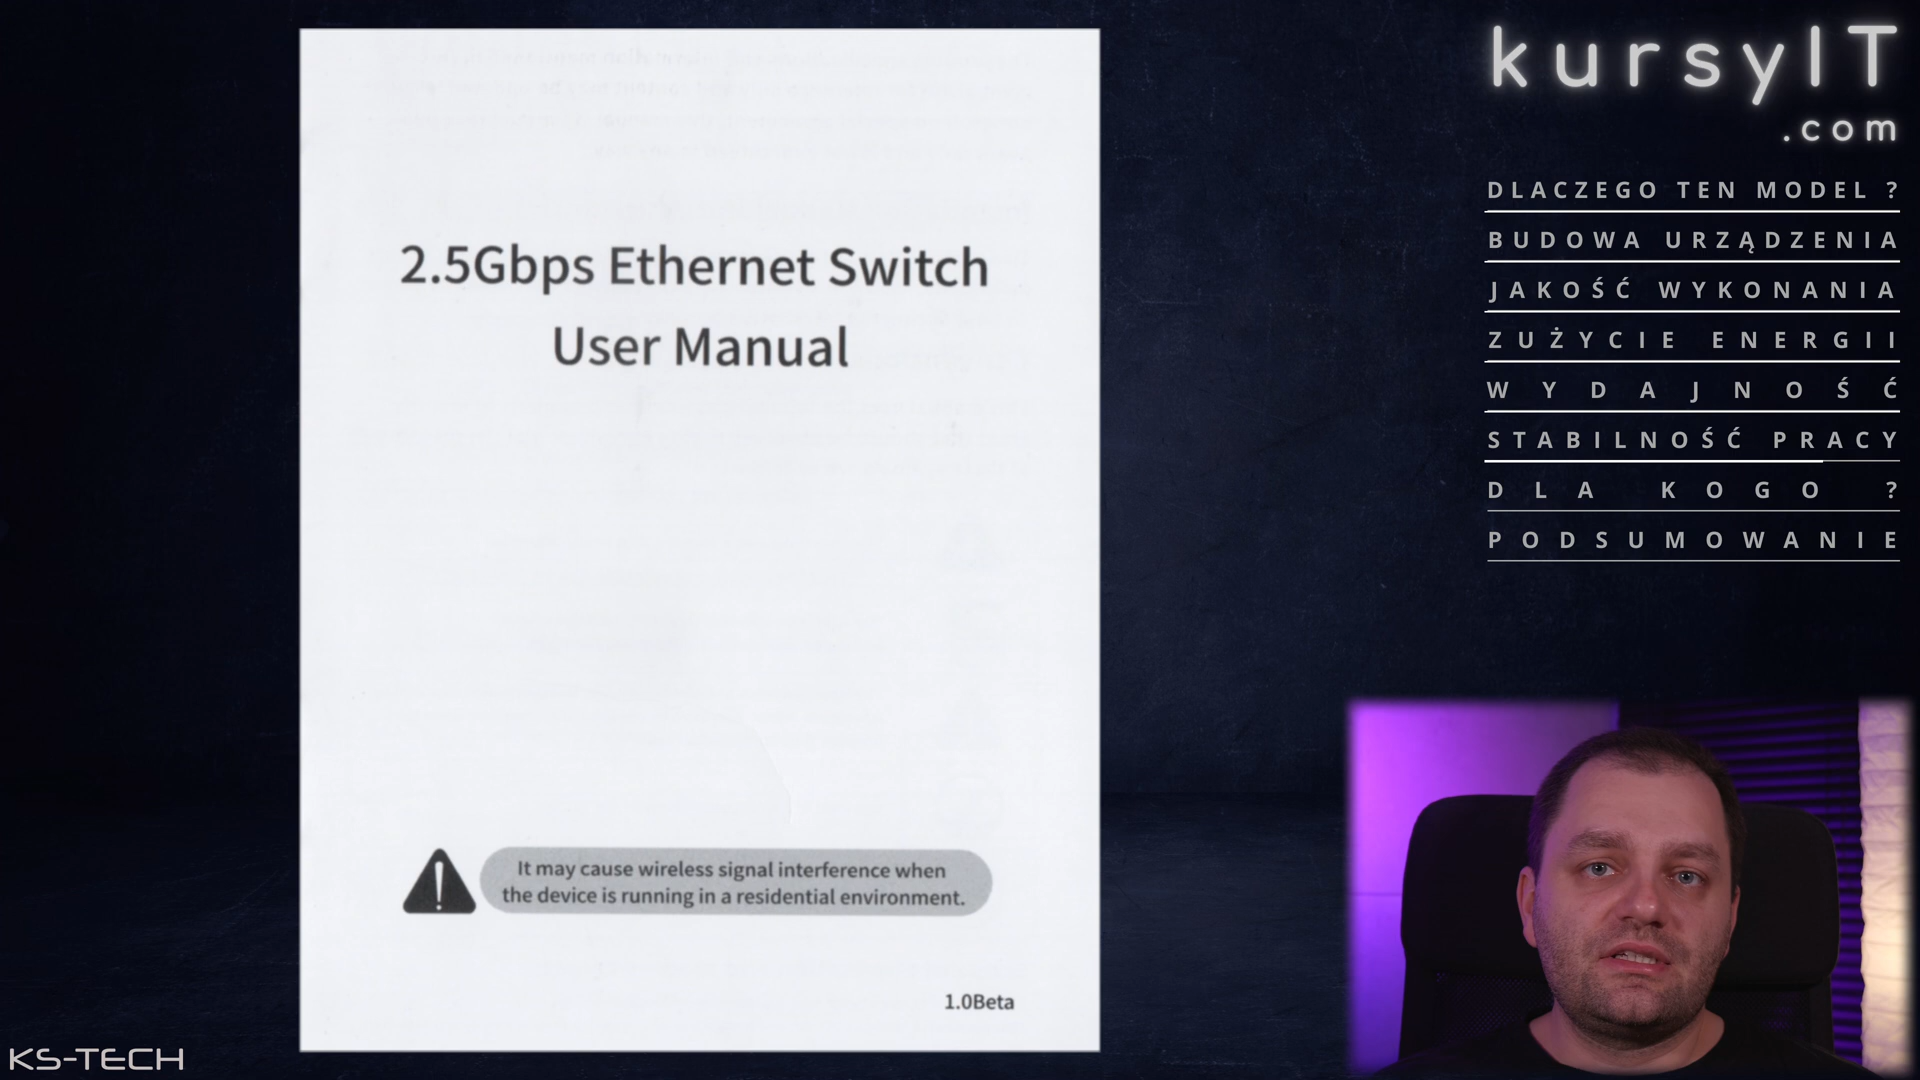 2.5Gbps Ethernet Switch
User Manual
It may cause wireless signal interference when
the device is running in a residential environment.
1.0Beta
kursyIT
.com
DLACZEGO TEN MODEL ?
BUDOWA URZĄDZENIA
JAKOŚĆ WYKONANIA
ZUŻYCIE ENERGII
WYDAJNOŚĆ
STABILNOŚĆ PRACY
DLA KOGO ?
PODSUMOWANIE
KS-TECH